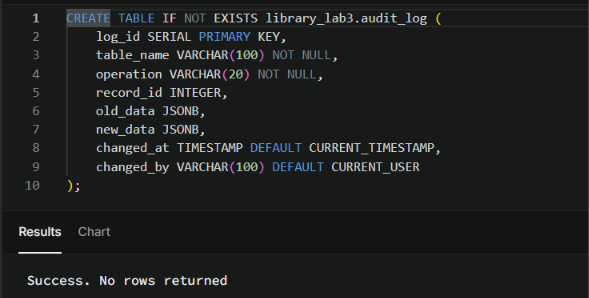 1 CREATE TABLE IF NOT EXISTS library_lab3.audit_log (
2 log_id SERIAL PRIMARY KEY,
3 table_name VARCHAR(100) NOT NULL,
4 operation VARCHAR(20) NOT NULL,
5 record_id INTEGER,
6 old_data JSONB,
7 new_data JSONB,
8 changed_at TIMESTAMP DEFAULT CURRENT_TIMESTAMP,
9 changed_by VARCHAR(100) DEFAULT CURRENT_USER
10 );
Results Chart
Success. No rows returned